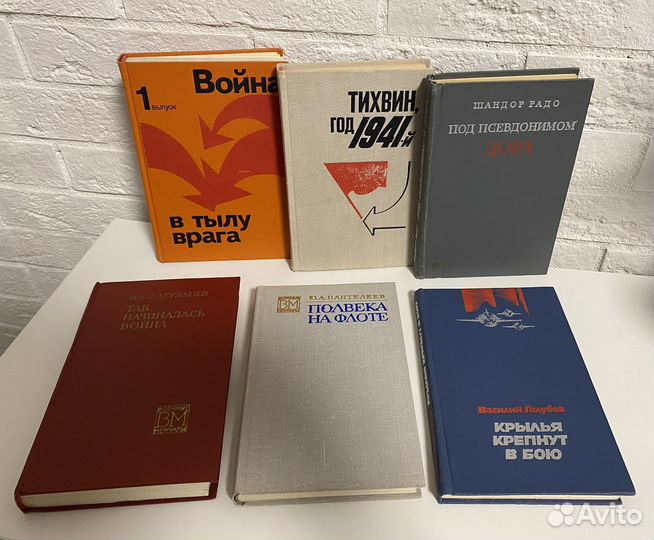 Война
1
выпуск
в тылу
врага
ТИХВИН,
ГОД
1941-й
ШАНДОР РАДО
ПОД ПСЕВДОНИМОМ
ДОРА
И.Х. БАГРАМЯН
ТАК
НАЧИНАЛАСЬ
ВОЙНА
ВОЕННЫЕ
ВМ
МЕМУАРЫ
ВМ
Ю.А. ПАНТЕЛЕЕВ
ПОЛВЕКА
НА ФЛОТЕ
Василий Голубев
КРЫЛЬЯ
КРЕПНУТ
В БОЮ
Avito